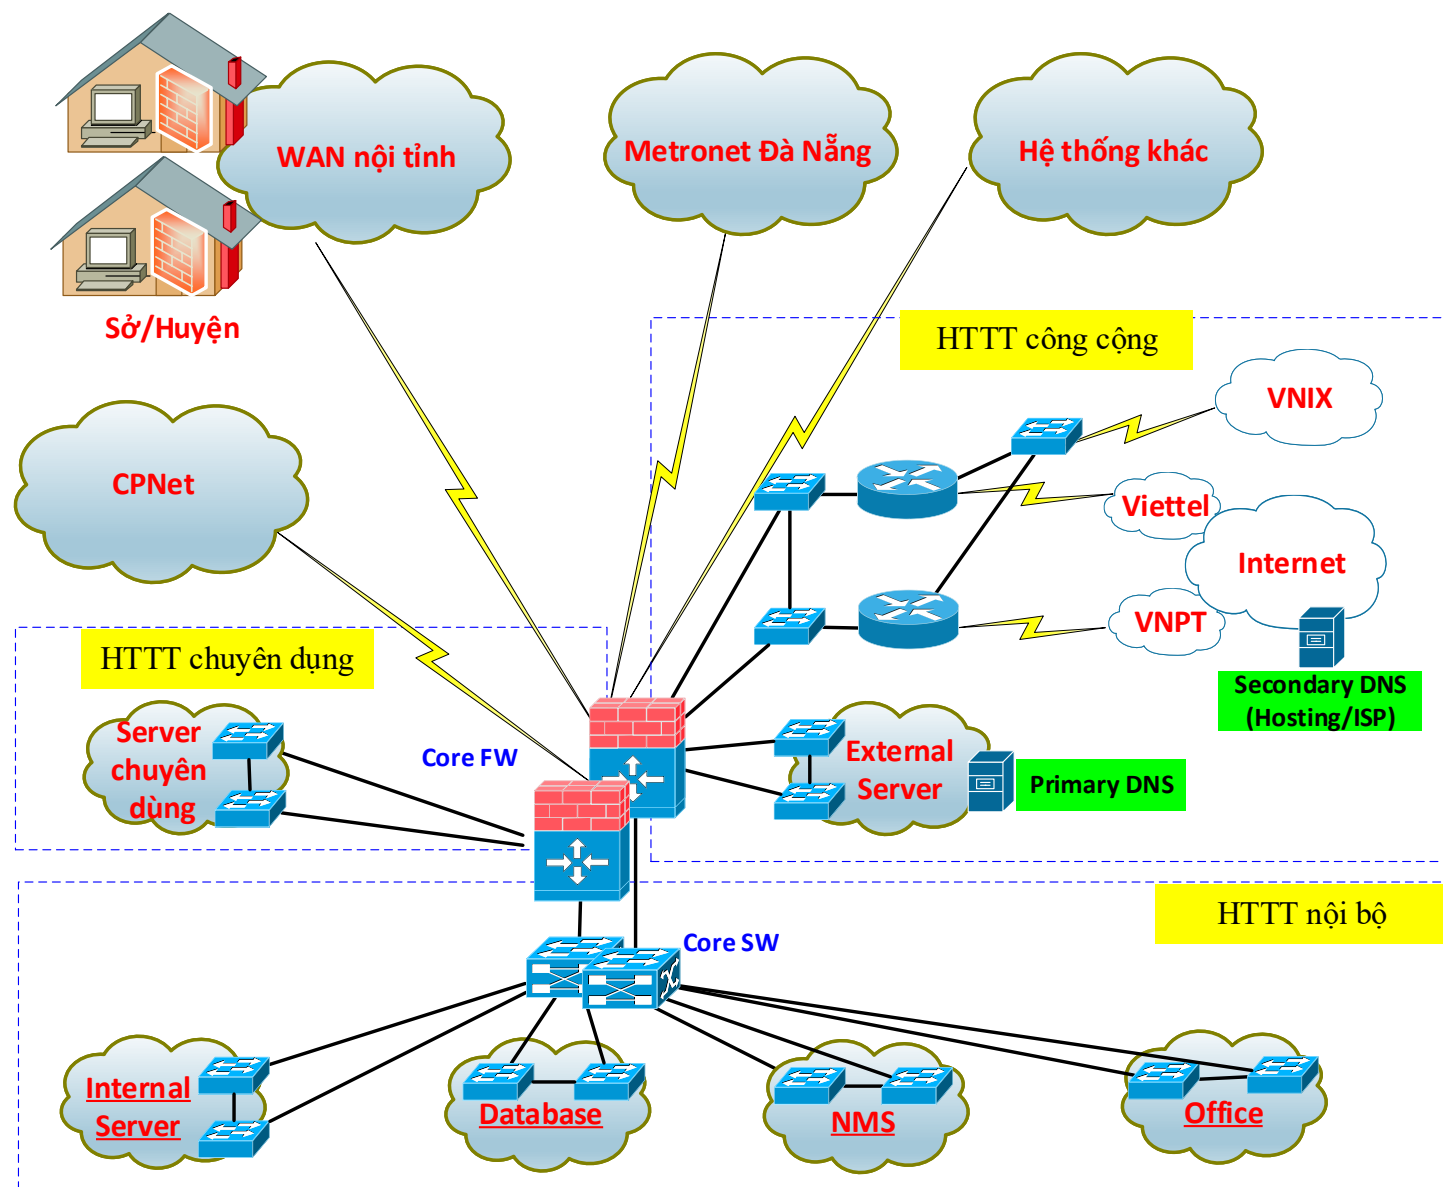 WAN nội tỉnh
Metronet Đà Nẵng
Hệ thống khác
Sở/Huyện
HTTT công cộng
VNIX
CPNet
Viettel
Internet
VNPT
HTTT chuyên dụng
Secondary DNS
(Hosting/ISP)
Server
chuyên
dùng
Core FW
External
Server
Primary DNS
HTTT nội bộ
Core SW
Internal
Server
Database
NMS
Office